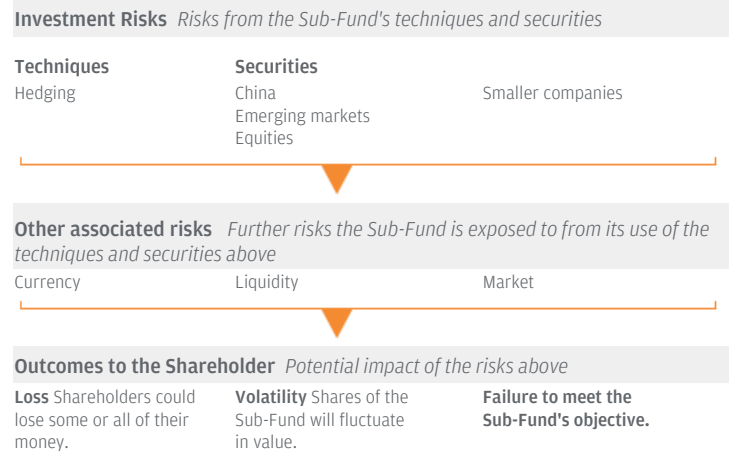 Investment Risks Risks from the Sub-Fund's techniques and securities
Techniques Securities
Hedging China Smaller companies
Emerging markets
Equities
Other associated risks Further risks the Sub-Fund is exposed to from its use of the
techniques and securities above
Currency Liquidity Market
Outcomes to the Shareholder Potential impact of the risks above
Loss Shareholders could
lose some or all of their
money.
Volatility Shares of the
Sub-Fund will fluctuate
in value.
Failure to meet the
Sub-Fund's objective.